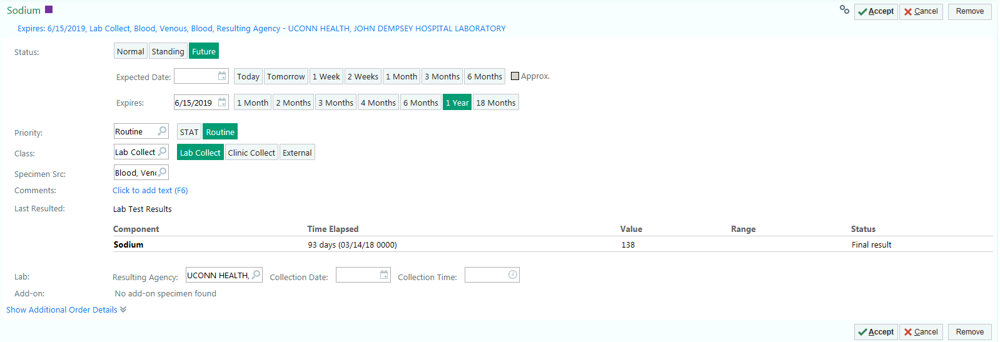 Sodium Accept Cancel Remove
Expires: 6/15/2019, Lab Collect, Blood, Venous, Blood, Resulting Agency - UCONN HEALTH, JOHN DEMPSEY HOSPITAL LABORATORY
Status: Normal Standing Future
Expected Date: Today Tomorrow 1 Week 2 Weeks 1 Month 3 Months 6 Months Approx.
Expires: 6/15/2019 1 Month 2 Months 3 Months 4 Months 6 Months 1 Year 18 Months
Priority: Routine STAT Routine
Class: Lab Collect Lab Collect Clinic Collect External
Specimen Src: Blood, Venc
Comments: Click to add text (F6)
Last Resulted: Lab Test Results
Component Time Elapsed Value Range Status
Sodium 93 days (03/14/18 0000) 138 Final result
Lab: Resulting Agency: UCONN HEALTH, Collection Date: Collection Time:
Add-on: No add-on specimen found
Show Additional Order Details
Accept Cancel Remove